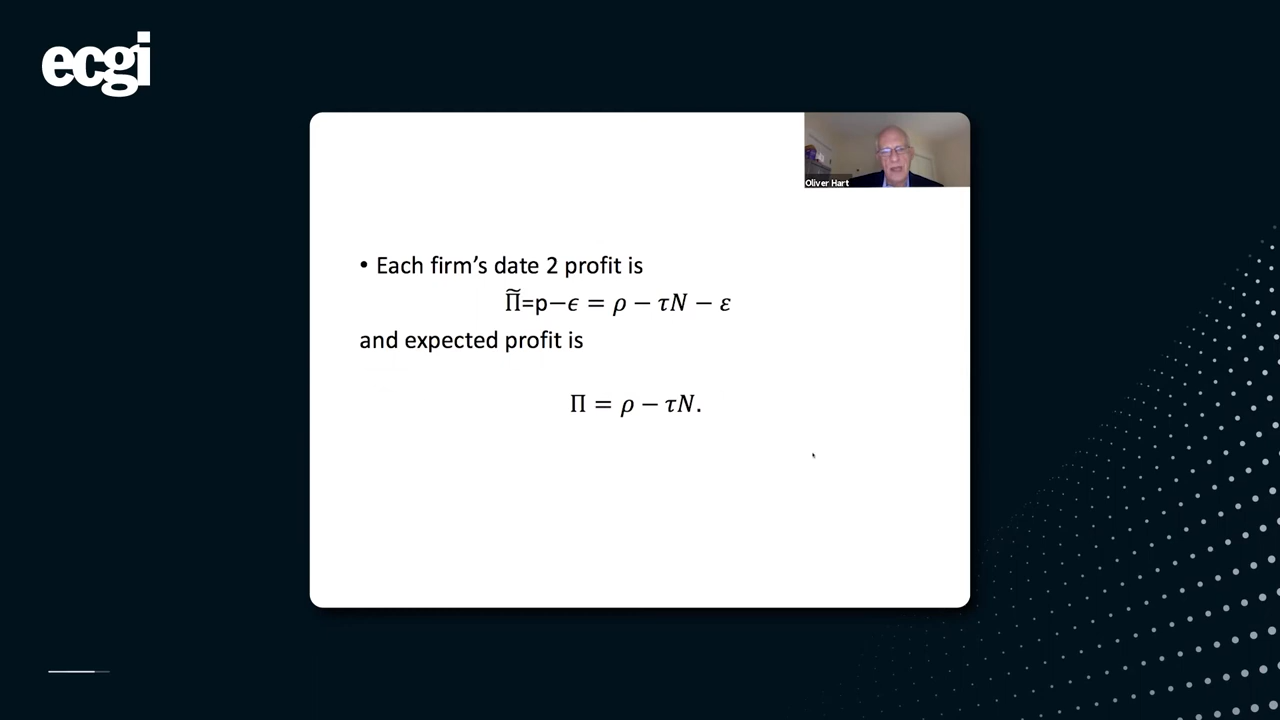 ecgi
Oliver Hart
• Each firm's date 2 profit is
Π̃=p−ϵ = ρ − τN − ε
and expected profit is
Π = ρ − τN.